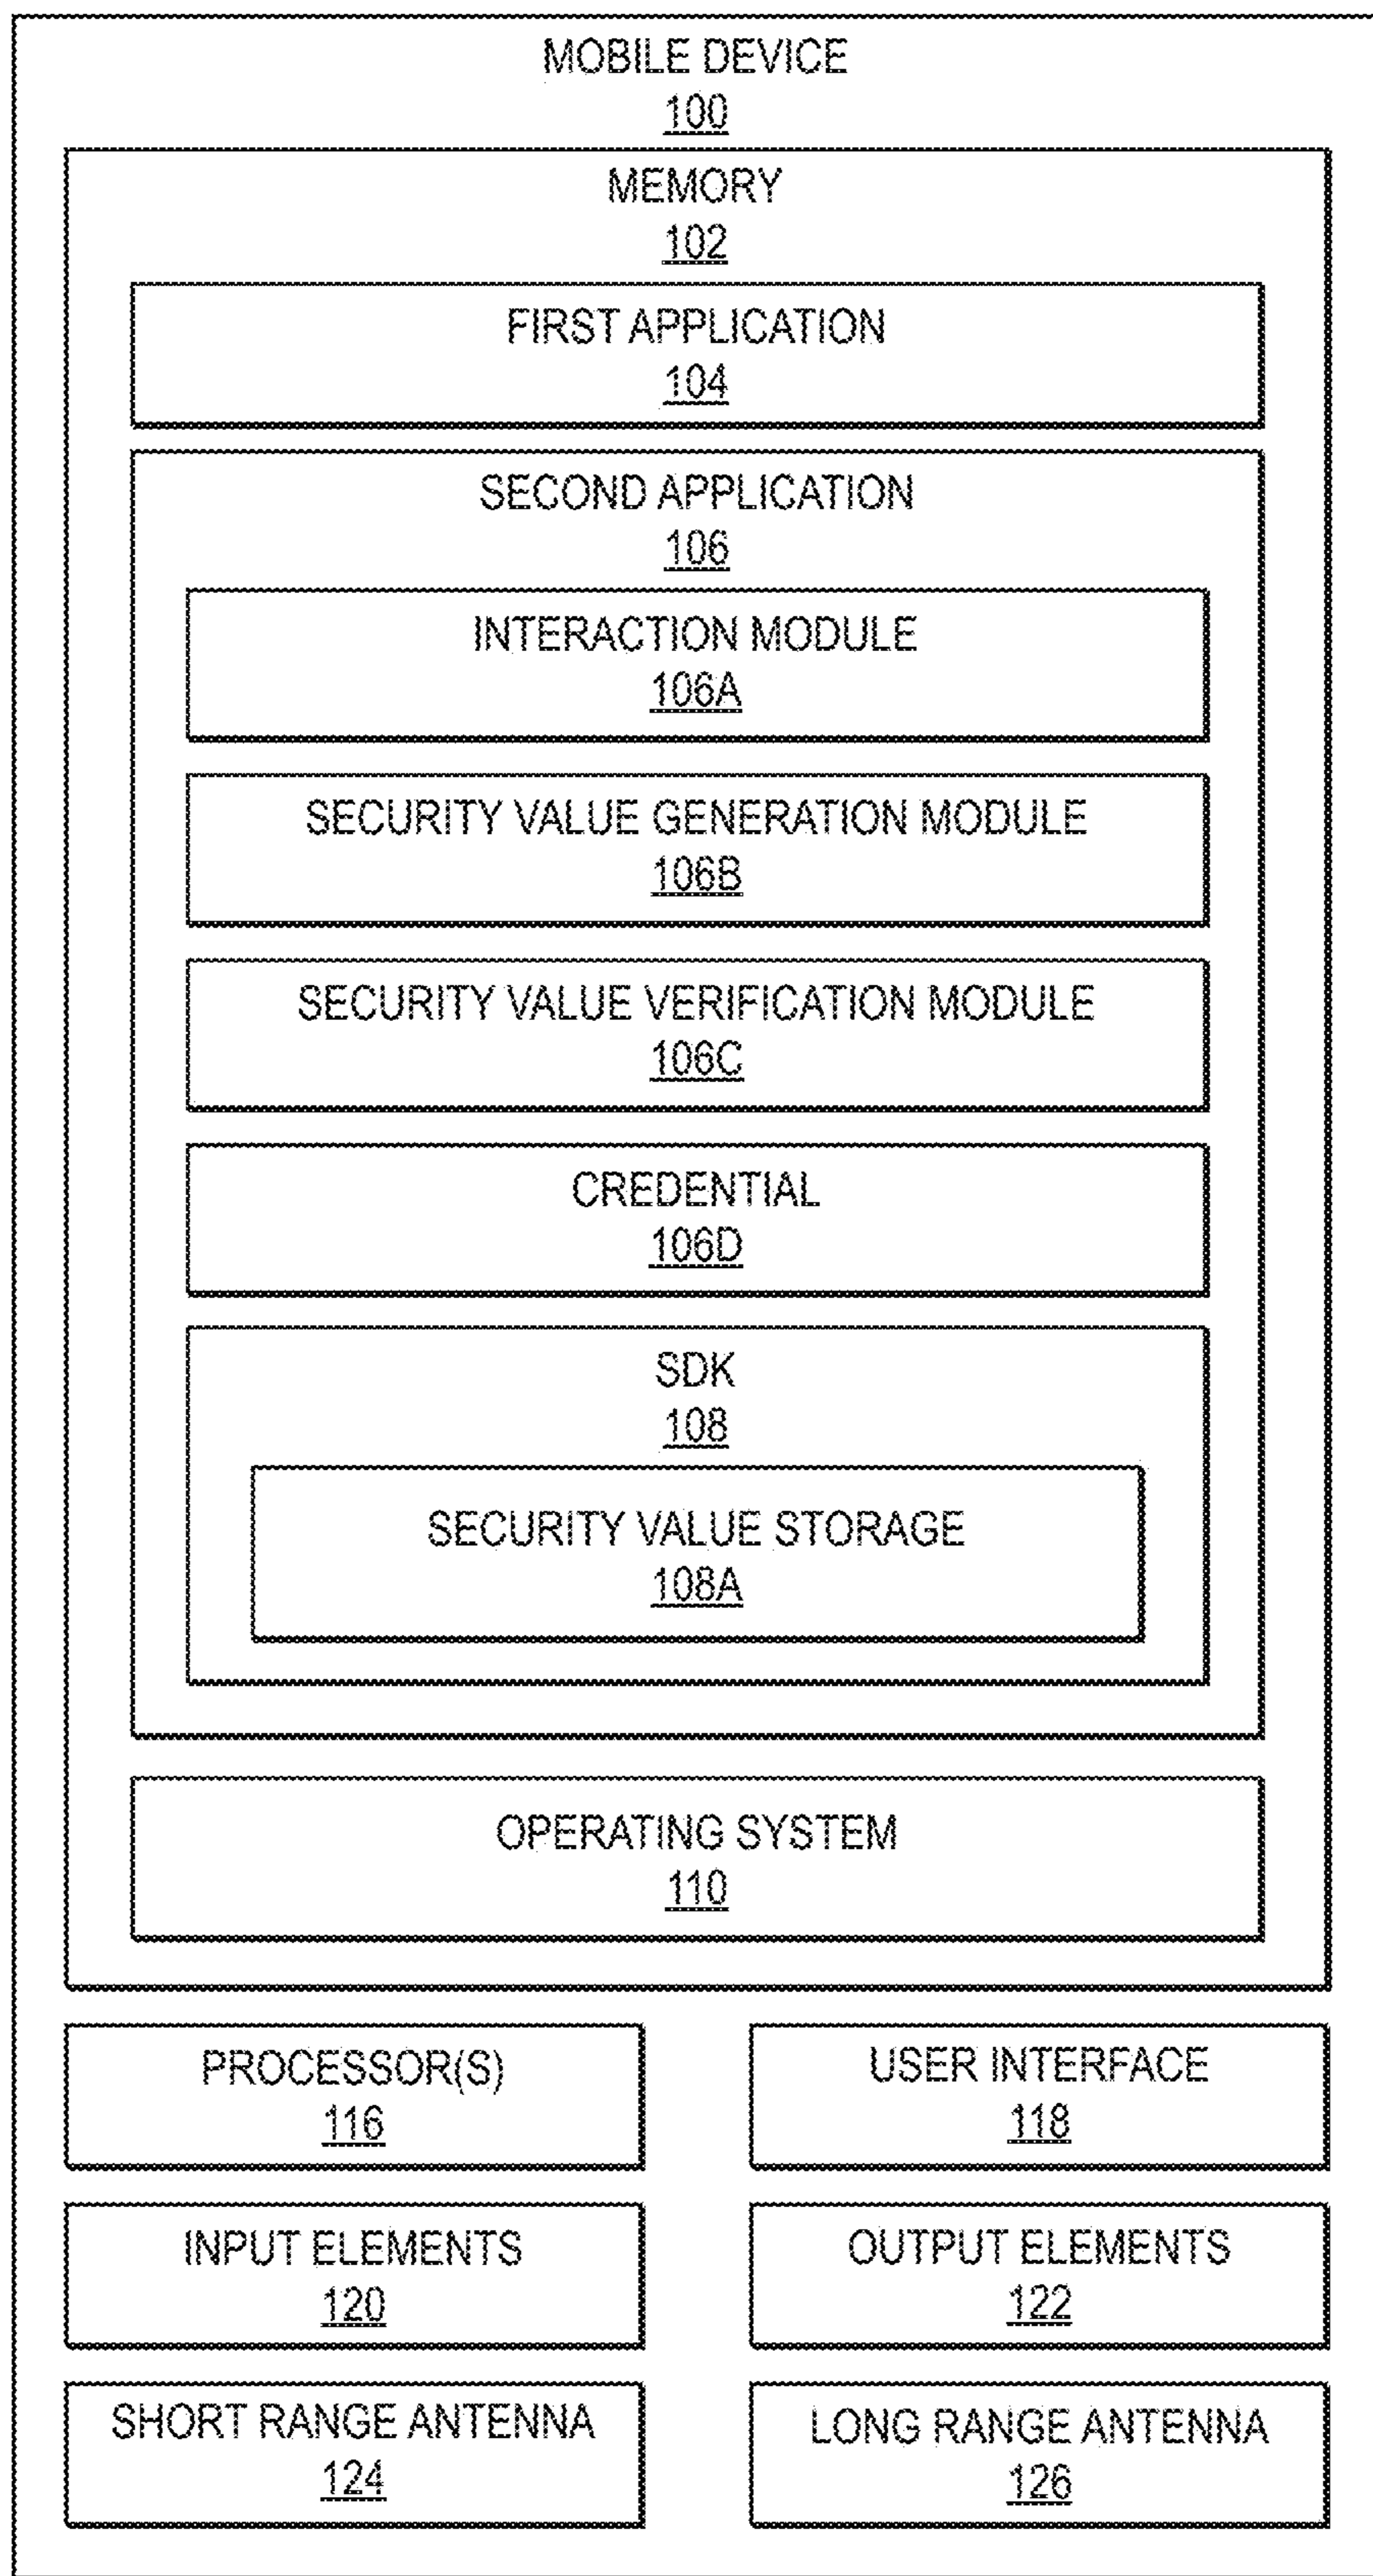 MOBILE DEVICE
100
MEMORY
102
FIRST APPLICATION
104
SECOND APPLICATION
106
INTERACTION MODULE
106A
SECURITY VALUE GENERATION MODULE
106B
SECURITY VALUE VERIFICATION MODULE
106C
CREDENTIAL
106D
SDK
108
SECURITY VALUE STORAGE
108A
OPERATING SYSTEM
110
PROCESSOR(S)
116
USER INTERFACE
118
INPUT ELEMENTS
120
OUTPUT ELEMENTS
122
SHORT RANGE ANTENNA
124
LONG RANGE ANTENNA
126